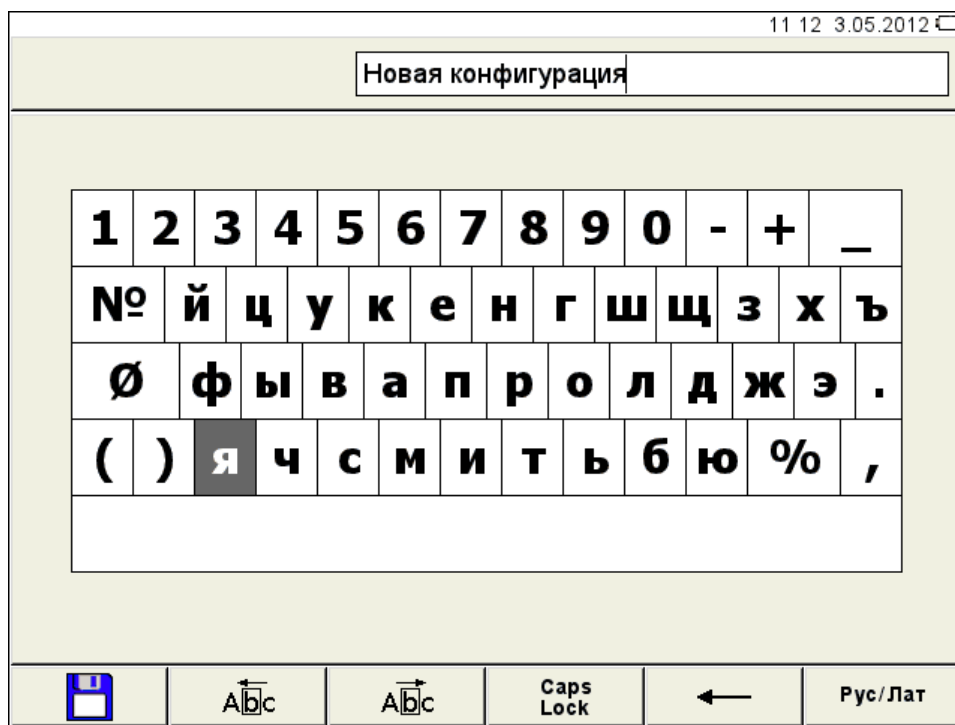 11 12 3.05.2012
Новая конфигурация
1 2 3 4 5 6 7 8 9 0 - + _
№ й ц у к е н г ш щ з х ъ
Ø ф ы в а п р о л д ж э .
( ) я ч с м и т ь б ю % ,
Abc Abc Caps Lock Рус/Лат